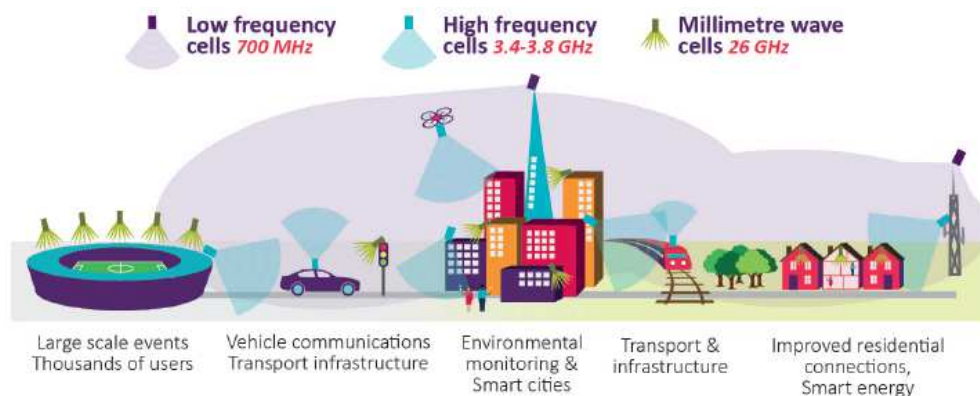 Low frequency
cells 700 MHz
High frequency
cells 3.4-3.8 GHz
Millimetre wave
cells 26 GHz
Large scale events
Thousands of users
Vehicle communications
Transport infrastructure
Environmental
monitoring &
Smart cities
Transport &
infrastructure
Improved residential
connections,
Smart energy